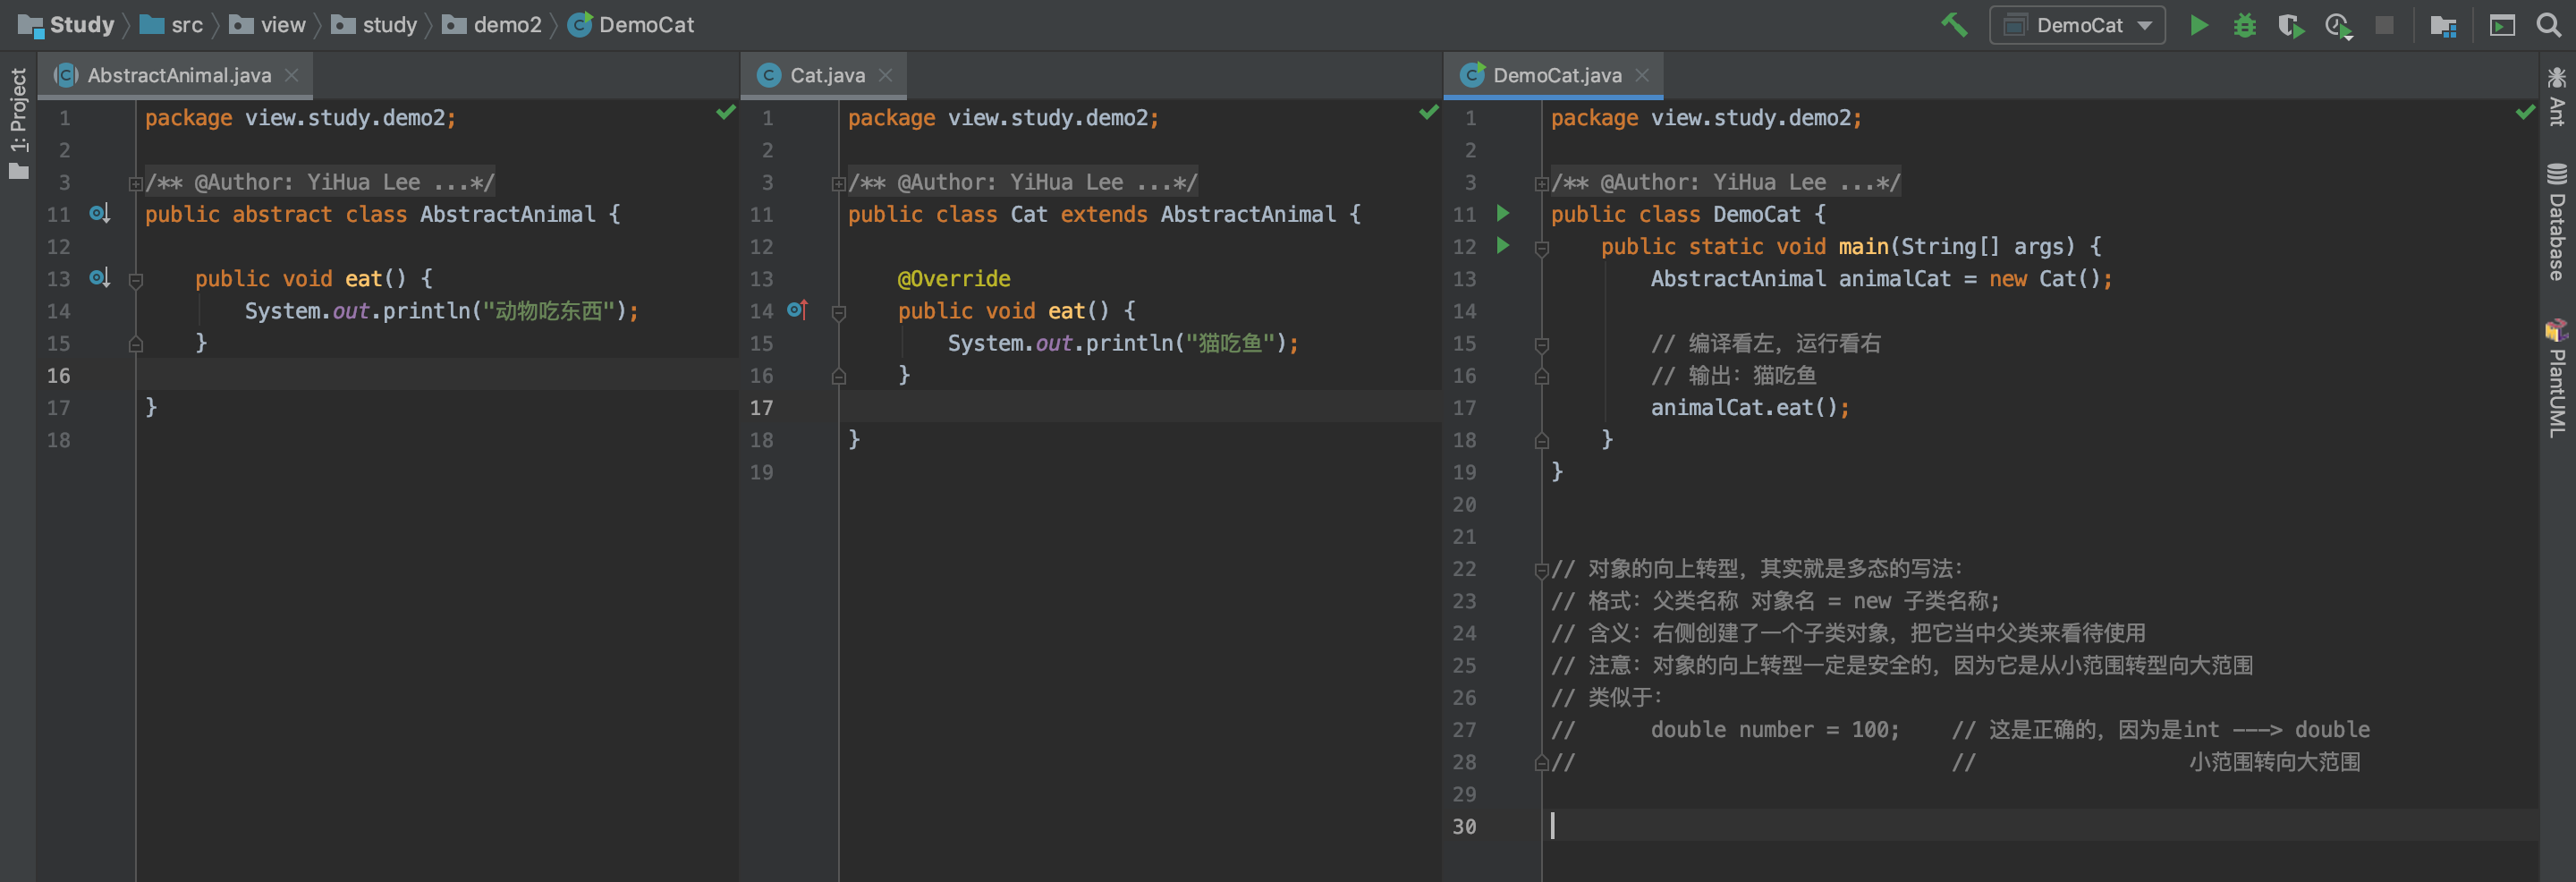 Study src view study demo2 DemoCat
DemoCat
1: Project
AbstractAnimal.java
1 package view.study.demo2;
2
3 /** @Author: YiHua Lee ...*/
11 public abstract class AbstractAnimal {
12
13 public void eat() {
14 System.out.println("动物吃东西");
15 }
16
17 }
18
Cat.java
1 package view.study.demo2;
2
3 /** @Author: YiHua Lee ...*/
11 public class Cat extends AbstractAnimal {
12
13 @Override
14 public void eat() {
15 System.out.println("猫吃鱼");
16 }
17
18 }
19
DemoCat.java
1 package view.study.demo2;
2
3 /** @Author: YiHua Lee ...*/
11 public class DemoCat {
12 public static void main(String[] args) {
13 AbstractAnimal animalCat = new Cat();
14
15 // 编译看左，运行看右
16 // 输出：猫吃鱼
17 animalCat.eat();
18 }
19 }
20
21
22 // 对象的向上转型，其实就是多态的写法：
23 // 格式：父类名称 对象名 = new 子类名称；
24 // 含义：右侧创建了一个子类对象，把它当中父类来看待使用
25 // 注意：对象的向上转型一定是安全的，因为它是从小范围转型向大范围
26 // 类似于：
27 // double number = 100; // 这是正确的，因为是int ---> double
28 // // 小范围转向大范围
29
30
Ant
Database
PlantUML